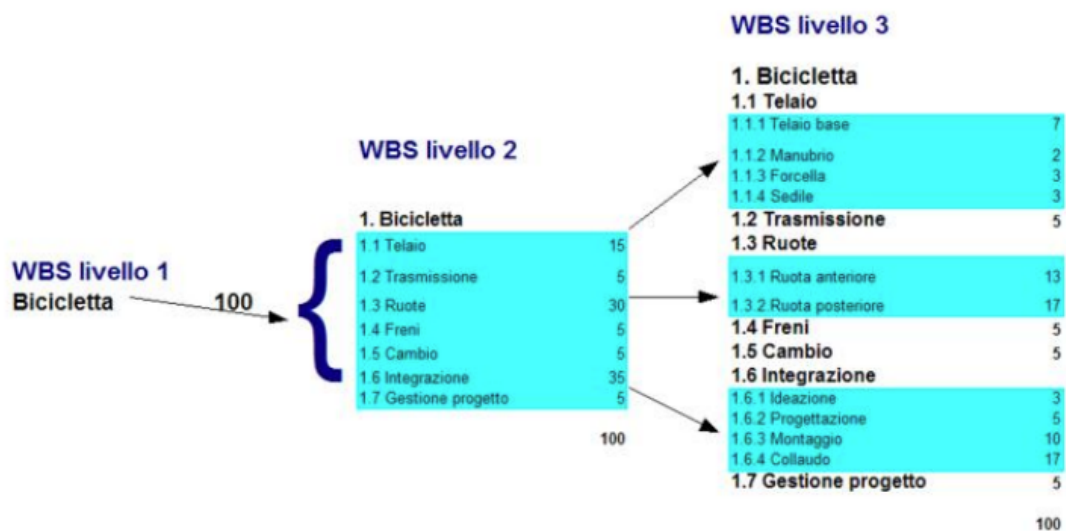 WBS livello 1
Bicicletta 100
WBS livello 2
1. Bicicletta
1.1 Telaio 15
1.2 Trasmissione 5
1.3 Ruote 30
1.4 Freni 5
1.5 Cambio 5
1.6 Integrazione 35
1.7 Gestione progetto 5
100
WBS livello 3
1. Bicicletta
1.1 Telaio
1.1.1 Telaio base 7
1.1.2 Manubrio 2
1.1.3 Forcella 3
1.1.4 Sedile 3
1.2 Trasmissione 5
1.3 Ruote
1.3.1 Ruota anteriore 13
1.3.2.Ruota posteriore 17
1.4 Freni 5
1.5 Cambio 5
1.6 Integrazione
1.6.1 Ideazione 3
1.6.2 Progettazione 5
1.6.3 Montaggio 10
1.6.4 Collaudo 17
1.7 Gestione progetto 5
100